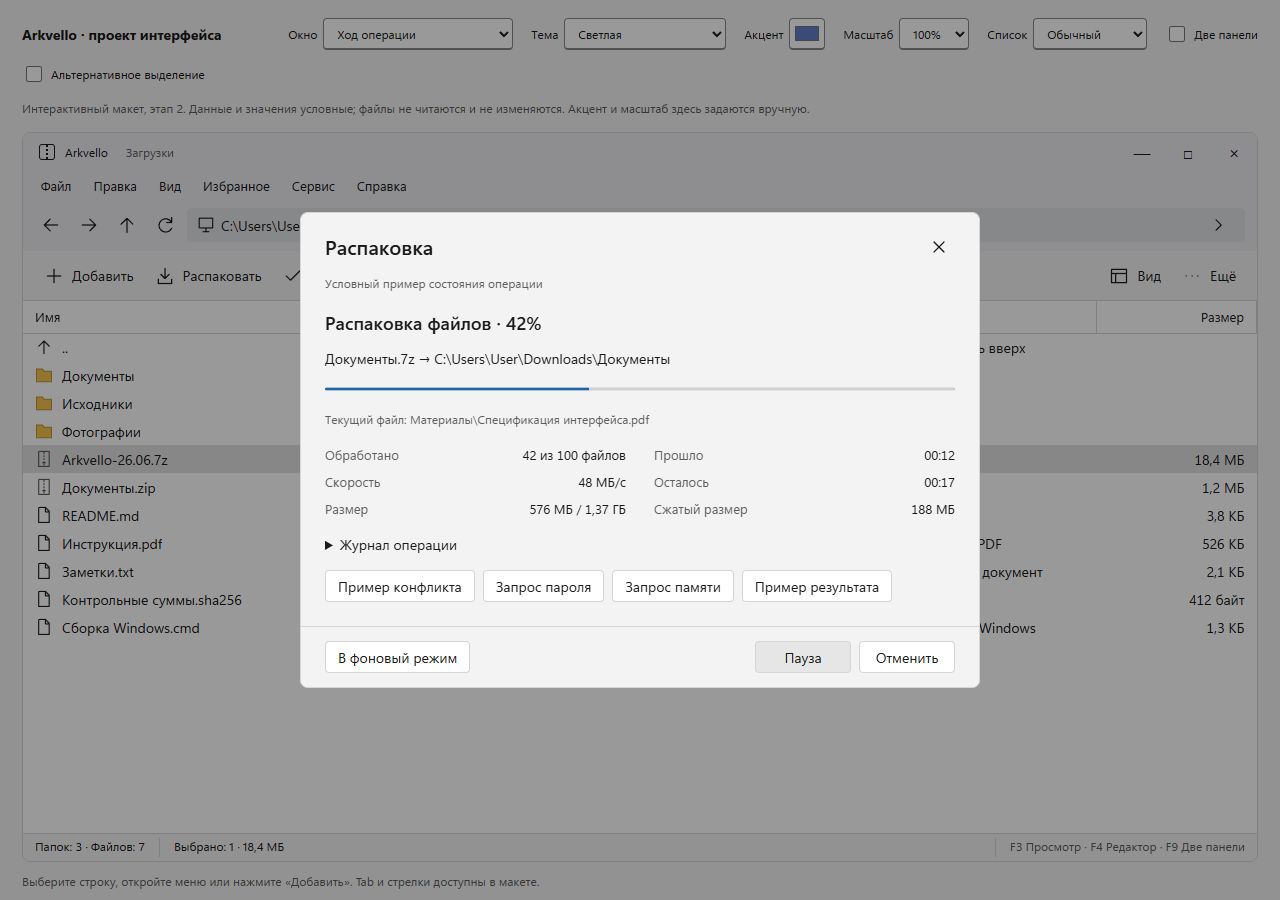 Arkvello · проект интерфейса Окно Ход операции Тема Светлая Акцент Масштаб 100% Список Обычный Две панели
Альтернативное выделение
Интерактивный макет, этап 2. Данные и значения условные; файлы не читаются и не изменяются. Акцент и масштаб здесь задаются вручную.
Arkvello Загрузки
Файл Правка Вид Избранное Сервис Справка
C:\Users\Use
Добавить Распаковать Вид ··· Ещё
Имя Размер
.. ь вверх
Документы
Исходники
Фотографии
Arkvello-26.06.7z 18,4 МБ
Документы.zip 1,2 МБ
README.md 3,8 КБ
Инструкция.pdf PDF 526 КБ
Заметки.txt документ 2,1 КБ
Контрольные суммы.sha256 412 байт
Сборка Windows.cmd Windows 1,3 КБ
Распаковка
Условный пример состояния операции
Распаковка файлов · 42%
Документы.7z → C:\Users\User\Downloads\Документы
Текущий файл: Материалы\Спецификация интерфейса.pdf
Обработано 42 из 100 файлов Прошло 00:12
Скорость 48 МБ/с Осталось 00:17
Размер 576 МБ / 1,37 ГБ Сжатый размер 188 МБ
Журнал операции
Пример конфликта Запрос пароля Запрос памяти Пример результата
В фоновый режим Пауза Отменить
Папок: 3 · Файлов: 7 Выбрано: 1 · 18,4 МБ F3 Просмотр · F4 Редактор · F9 Две панели
Выберите строку, откройте меню или нажмите «Добавить». Tab и стрелки доступны в макете.